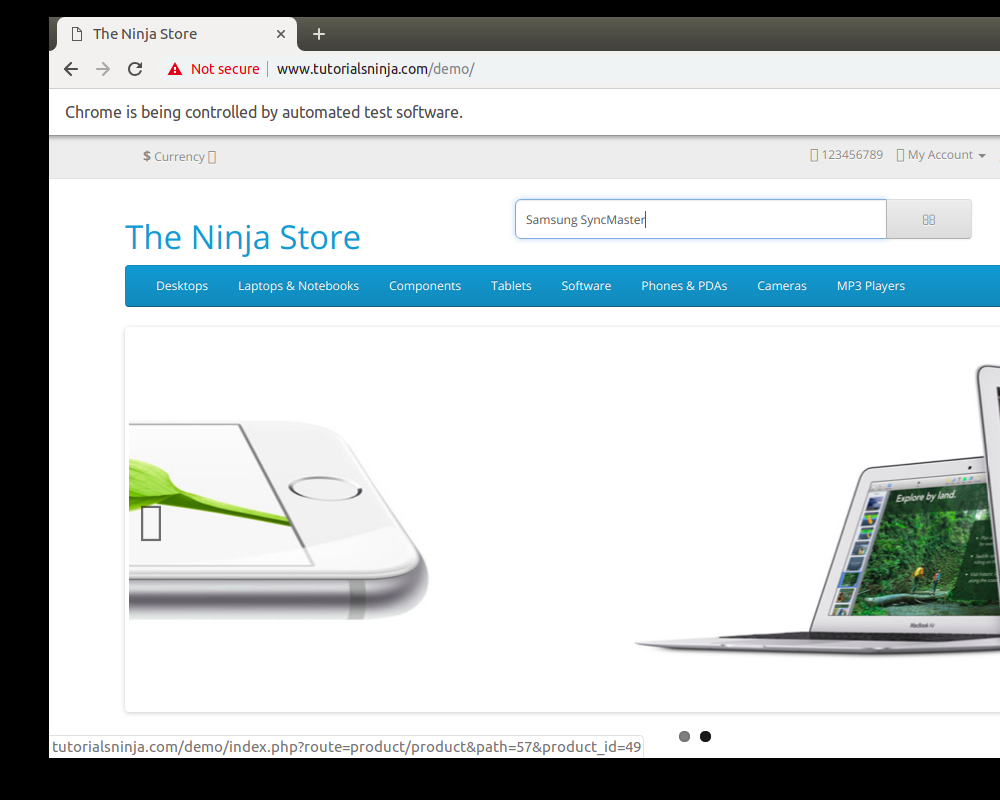 The Ninja Store
Not secure www.tutorialsninja.com/demo/
Chrome is being controlled by automated test software.
$ Currency 123456789 My Account
Samsung SyncMaster
The Ninja Store
Desktops Laptops & Notebooks Components Tablets Software Phones & PDAs Cameras MP3 Players
Explore by land.
MacBook Air
tutorialsninja.com/demo/index.php?route=product/product&path=57&product_id=49